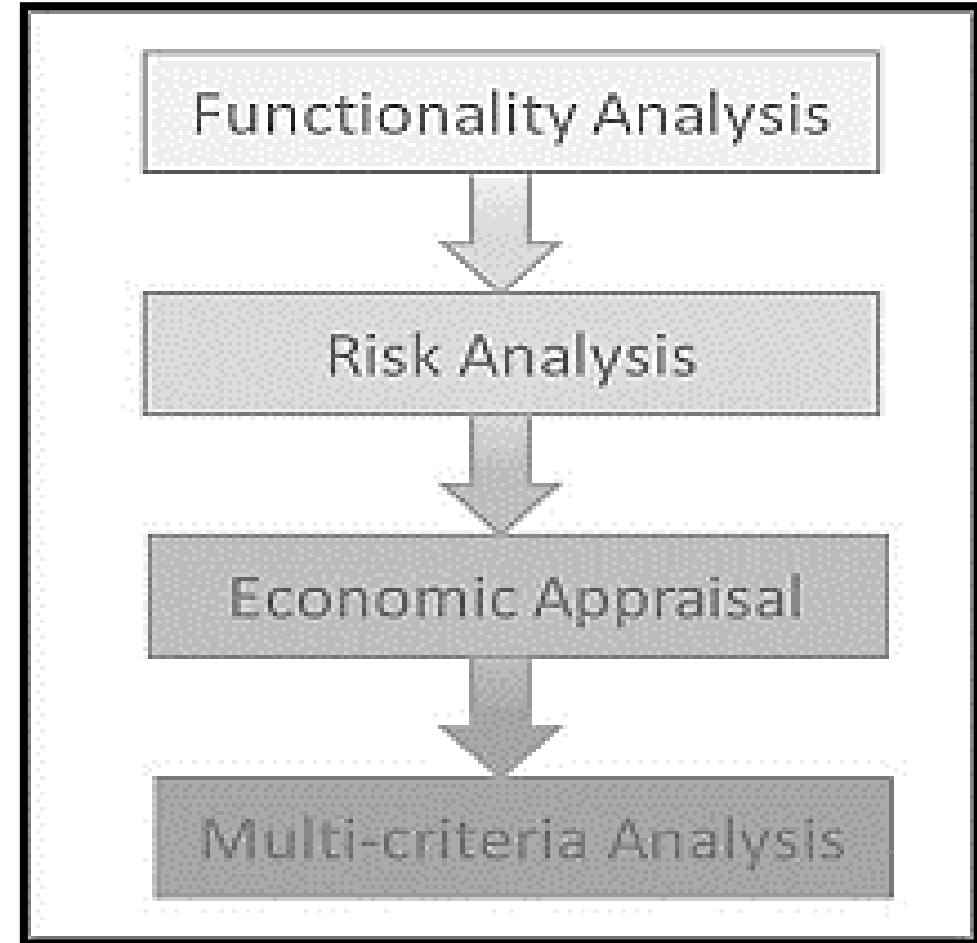 Functionality Analysis
Risk Analysis
Economic Appraisal
Multi-criteria Analysis